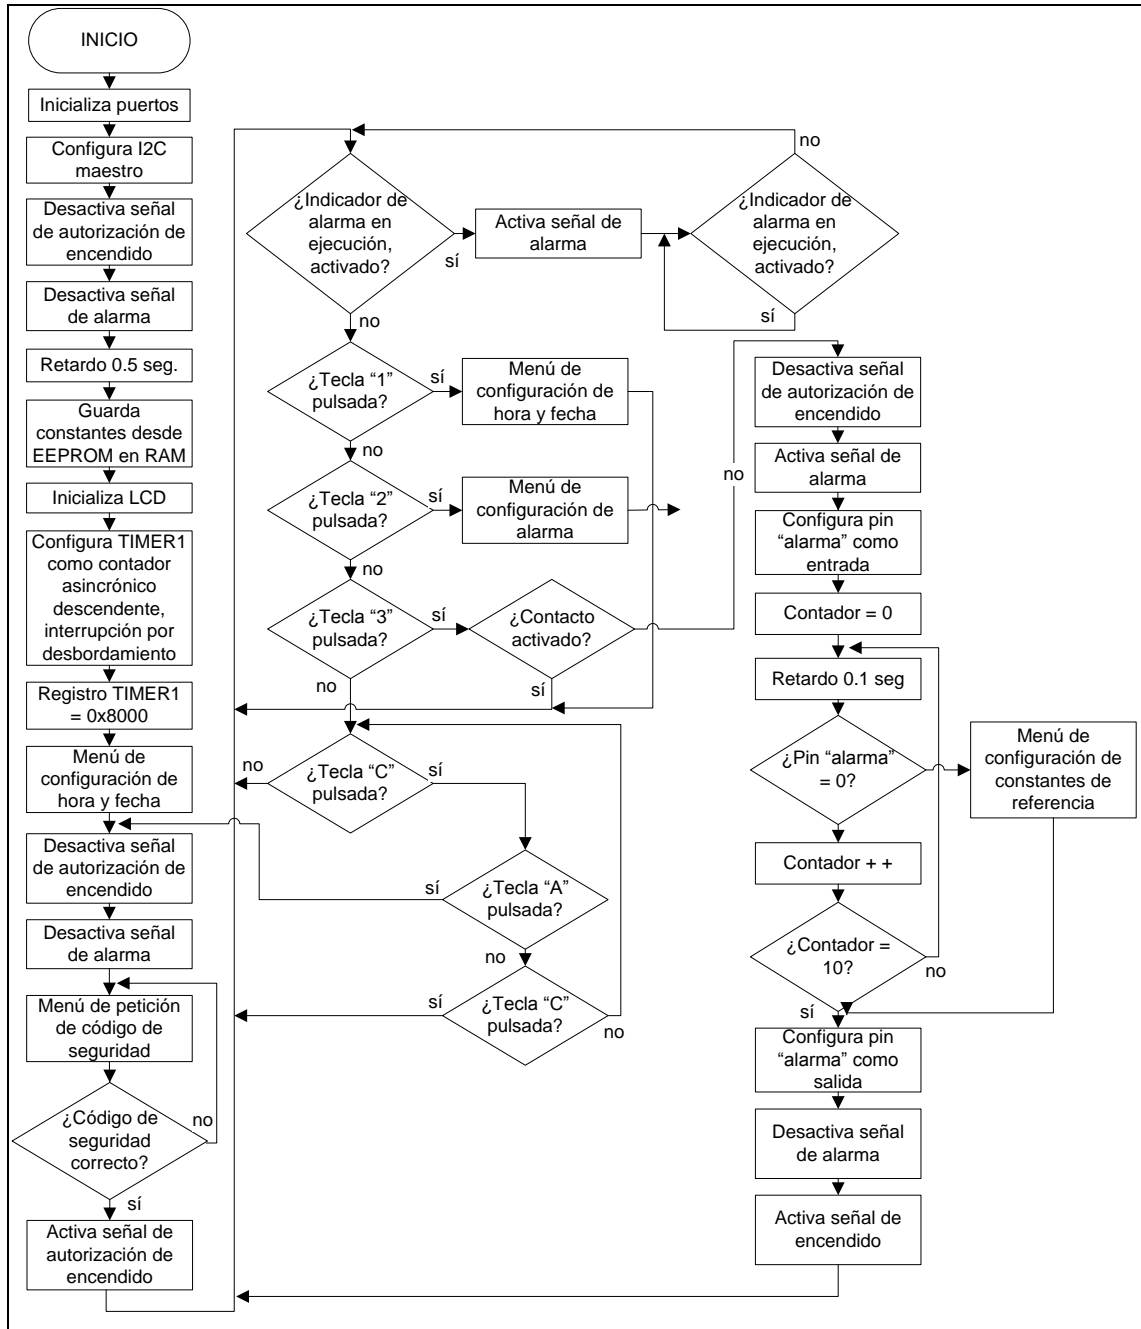 INICIO
Inicializa puertos
Configura I2C
maestro
Desactiva señal
de autorización de
encendido
Desactiva señal
de alarma
Retardo 0.5 seg.
Guarda
constantes desde
EEPROM en RAM
Inicializa LCD
Configura TIMER1
como contador
asincrónico
descendente,
interrupción por
desbordamiento
Registro TIMER1
= 0x8000
Menú de
configuración de
hora y fecha
Desactiva señal
de autorización de
encendido
Desactiva señal
de alarma
Menú de petición
de código de
seguridad
¿Código de
seguridad
correcto?
no
sí
Activa señal de
autorización de
encendido
¿Indicador de
alarma en
ejecución,
activado?
sí
no
Activa señal de
alarma
¿Indicador de
alarma en
ejecución,
activado?
no
sí
¿Tecla “1”
pulsada?
sí
no
Menú de
configuración de
hora y fecha
¿Tecla “2”
pulsada?
sí
no
Menú de
configuración de
alarma
¿Tecla “3”
pulsada?
sí
no
¿Contacto
activado?
sí
no
¿Tecla “C”
pulsada?
no
sí
¿Tecla “A”
pulsada?
sí
no
¿Tecla “C”
pulsada?
sí
no
Desactiva señal
de autorización de
encendido
Activa señal de
alarma
Configura pin
“alarma” como
entrada
Contador = 0
Retardo 0.1 seg
¿Pin “alarma”
= 0?
Menú de
configuración de
constantes de
referencia
Contador + +
¿Contador =
10?
no
sí
Configura pin
“alarma” como
salida
Desactiva señal
de alarma
Activa señal de
encendido